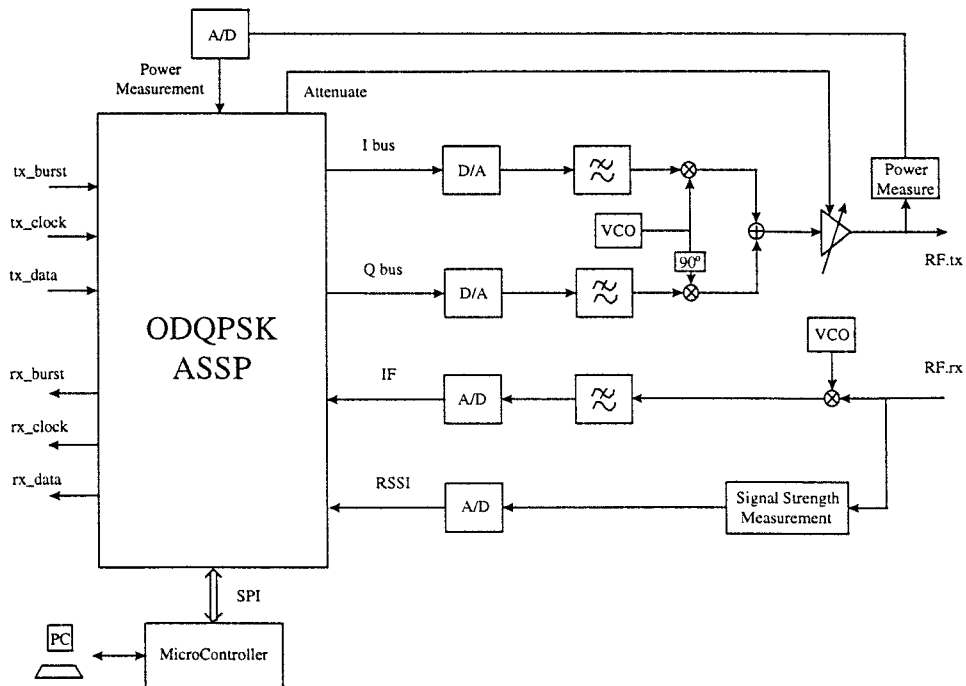 A/D
Power
Measurement
Attenuate
I bus
tx_burst
D/A
Power
Measure
tx_clock
VCO
RF.tx
tx_data
Q bus
90°
D/A
ODQPSK
ASSP
VCO
rx_burst
IF
RF.rx
A/D
rx_clock
rx_data
RSSI
A/D
Signal Strength
Measurement
SPI
PC
MicroController